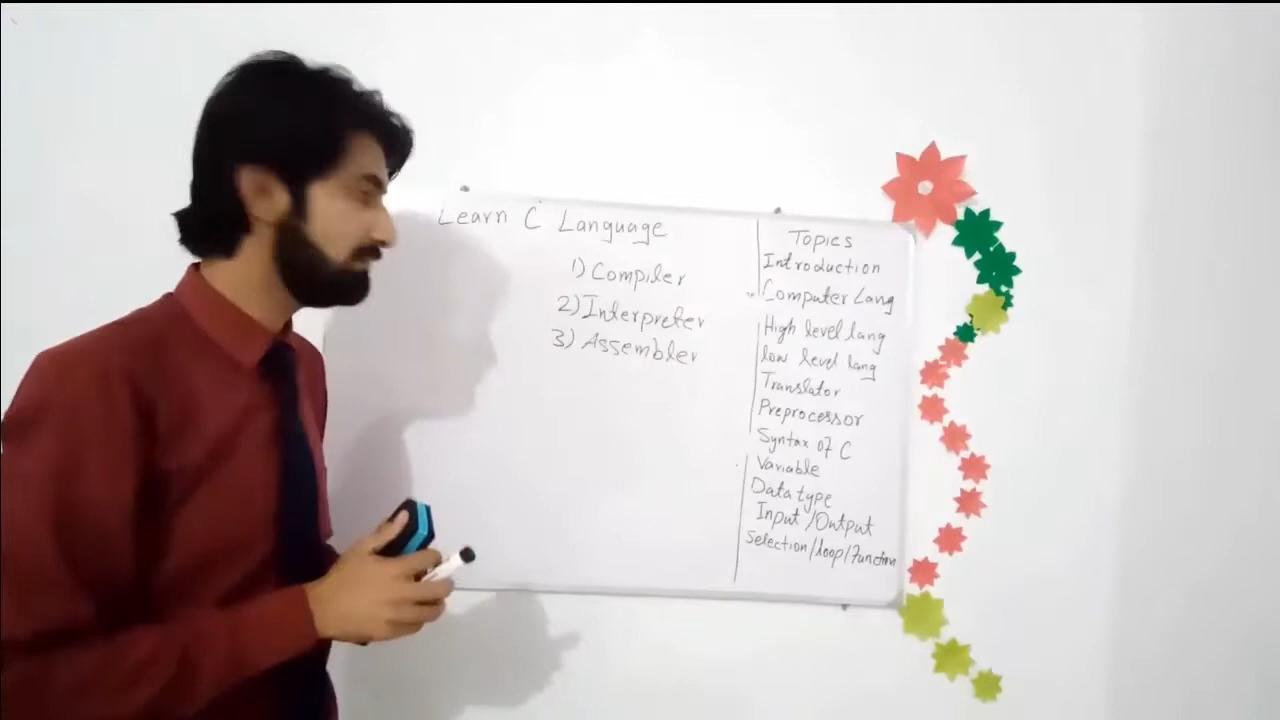 Learn C Language
1) Compiler
2) Interpreter
3) Assembler
Topics
Introduction
Computer Lang
High level lang
low level lang
Translator
Preprocessor
Syntax of C
Variable
Data type
Input/Output
Selection/loop/Function